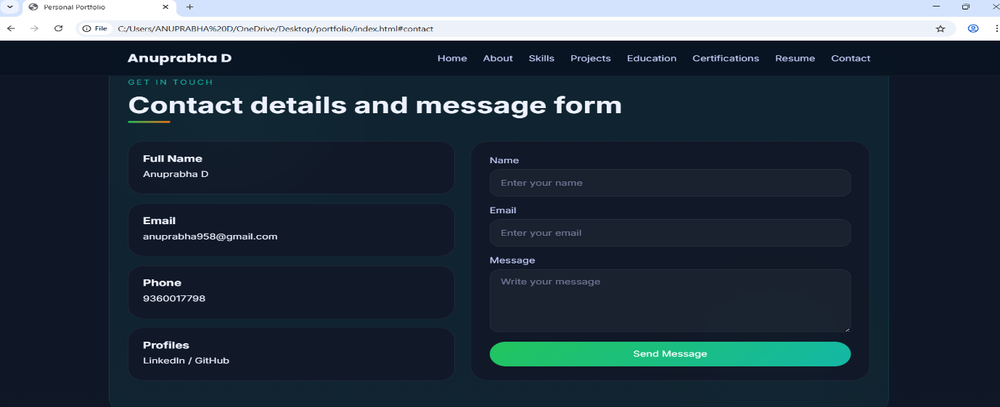 Personal Portfolio
File
C:/Users/ANUPRABHA%20D/OneDrive/Desktop/portfolio/index.html#contact
Anuprabha D
Home About Skills Projects Education Certifications Resume Contact
GET IN TOUCH
Contact details and message form
Full Name
Anuprabha D
Email
anuprabha958@gmail.com
Phone
9360017798
Profiles
LinkedIn / GitHub
Name
Enter your name
Email
Enter your email
Message
Write your message
Send Message